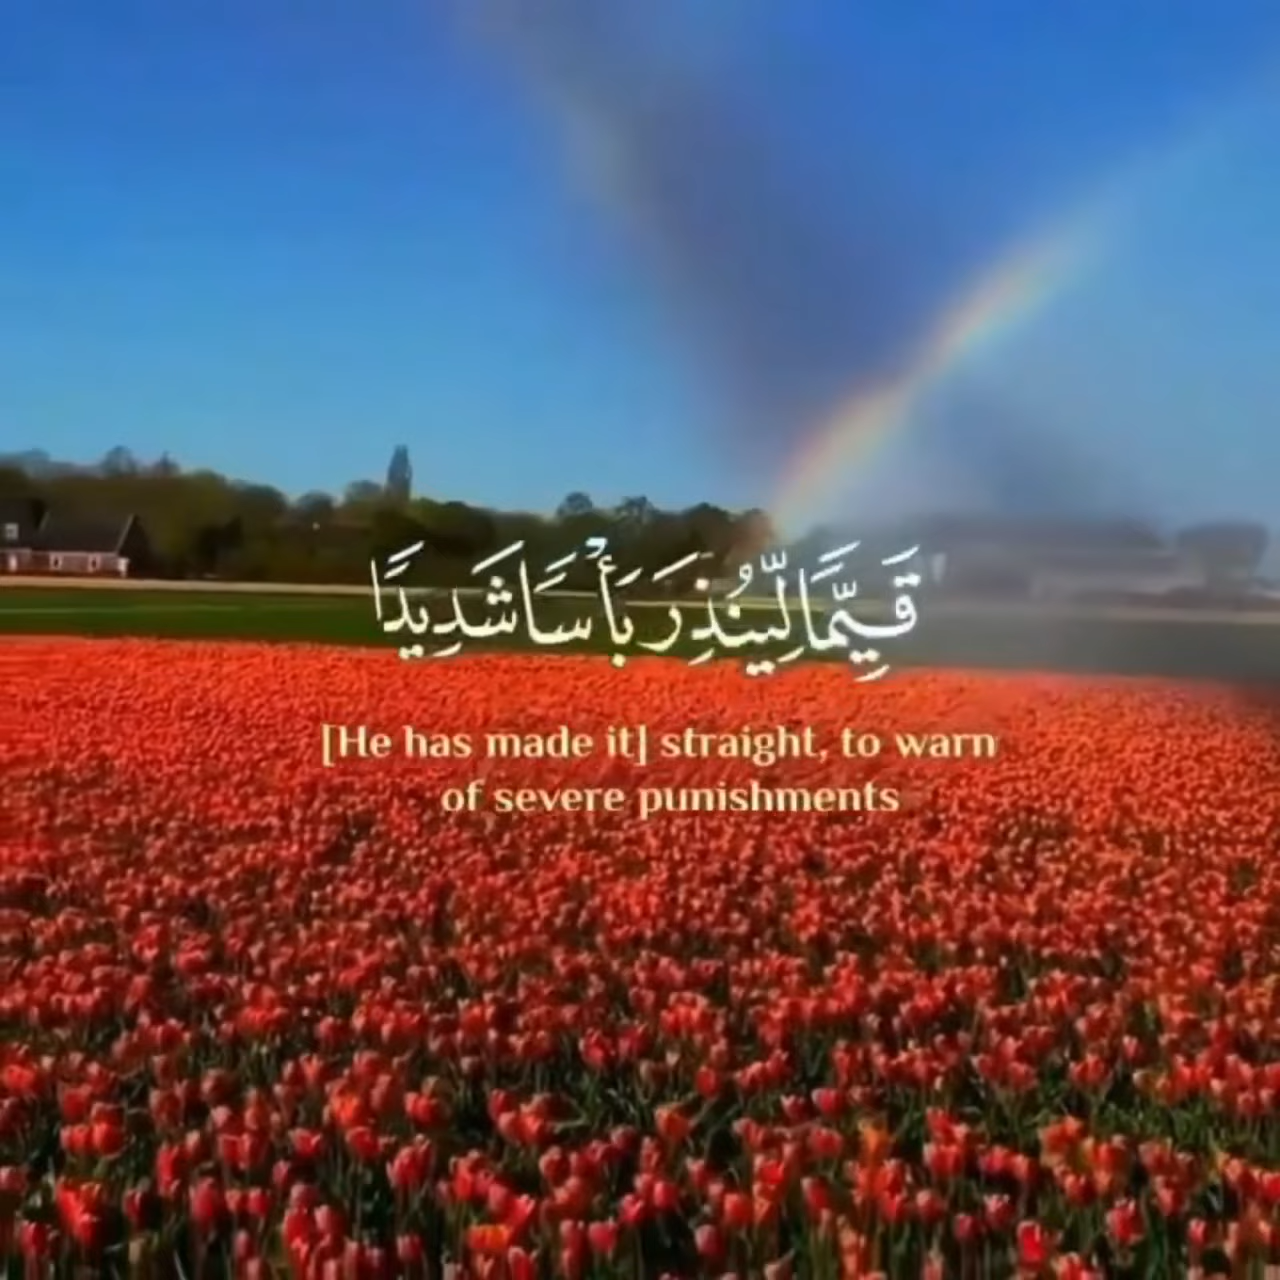 قَيِّمًا لِّيُنذِرَ بَأْسًا شَدِيدًا
[He has made it] straight, to warn
of severe punishments